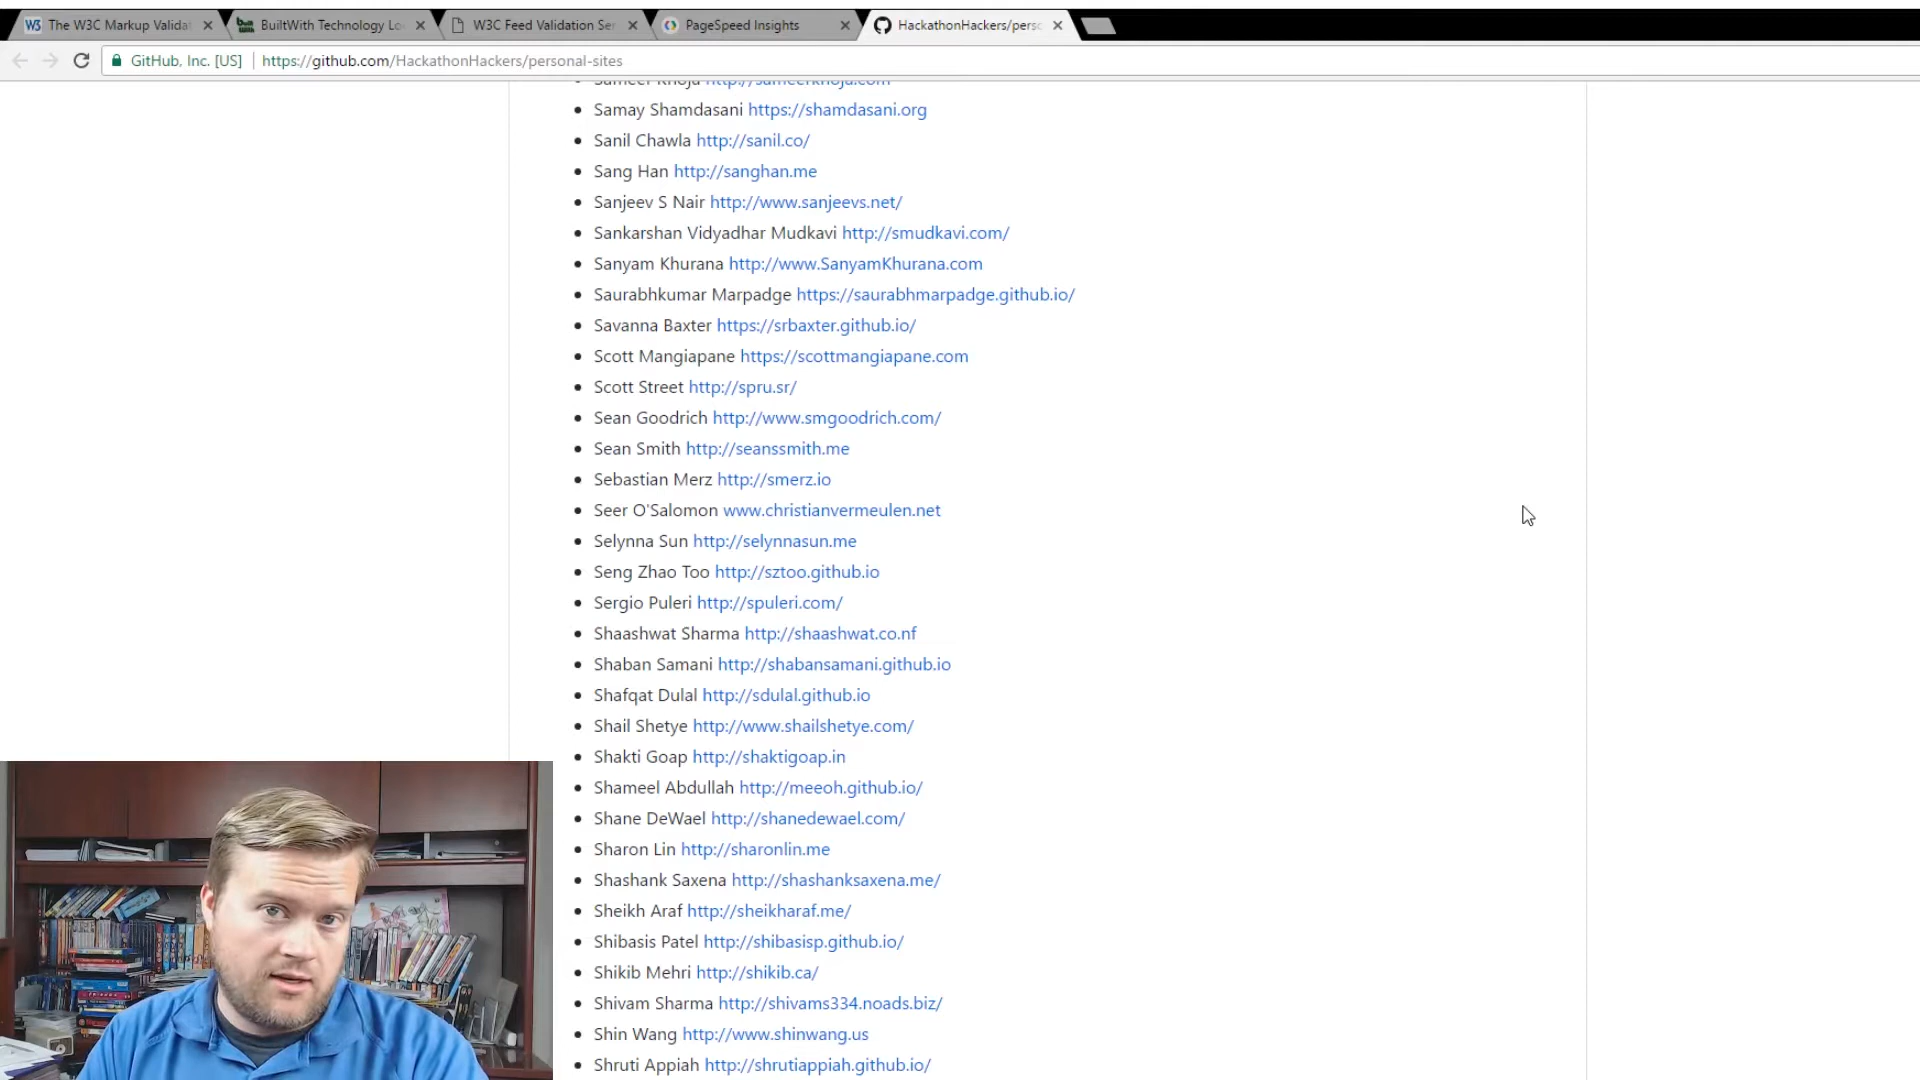 The W3C Markup Valida
BuiltWith Technology Lo
W3C Feed Validation Ser
PageSpeed Insights
HackathonHackers/perso
GitHub, Inc. [US] | https://github.com/HackathonHackers/personal-sites
Sameer Khoja http://sameerkhoja.com
Samay Shamdasani https://shamdasani.org
Sanil Chawla http://sanil.co/
Sang Han http://sanghan.me
Sanjeev S Nair http://www.sanjeevs.net/
Sankarshan Vidyadhar Mudkavi http://smudkavi.com/
Sanyam Khurana http://www.SanyamKhurana.com
Saurabhkumar Marpadge https://saurabhmarpadge.github.io/
Savanna Baxter https://srbaxter.github.io/
Scott Mangiapane https://scottmangiapane.com
Scott Street http://spru.sr/
Sean Goodrich http://www.smgoodrich.com/
Sean Smith http://seanssmith.me
Sebastian Merz http://smerz.io
Seer O'Salomon www.christianvermeulen.net
Selynna Sun http://selynnasun.me
Seng Zhao Too http://sztoo.github.io
Sergio Puleri http://spuleri.com/
Shaashwat Sharma http://shaashwat.co.nf
Shaban Samani http://shabansamani.github.io
Shafqat Dulal http://sdulal.github.io
Shail Shetye http://www.shailshetye.com/
Shakti Goap http://shaktigoap.in
Shameel Abdullah http://meeoh.github.io/
Shane DeWael http://shanedewael.com/
Sharon Lin http://sharonlin.me
Shashank Saxena http://shashanksaxena.me/
Sheikh Araf http://sheikharaf.me/
Shibasis Patel http://shibasisp.github.io/
Shikib Mehri http://shikib.ca/
Shivam Sharma http://shivams334.noads.biz/
Shin Wang http://www.shinwang.us
Shruti Appiah http://shrutiappiah.github.io/